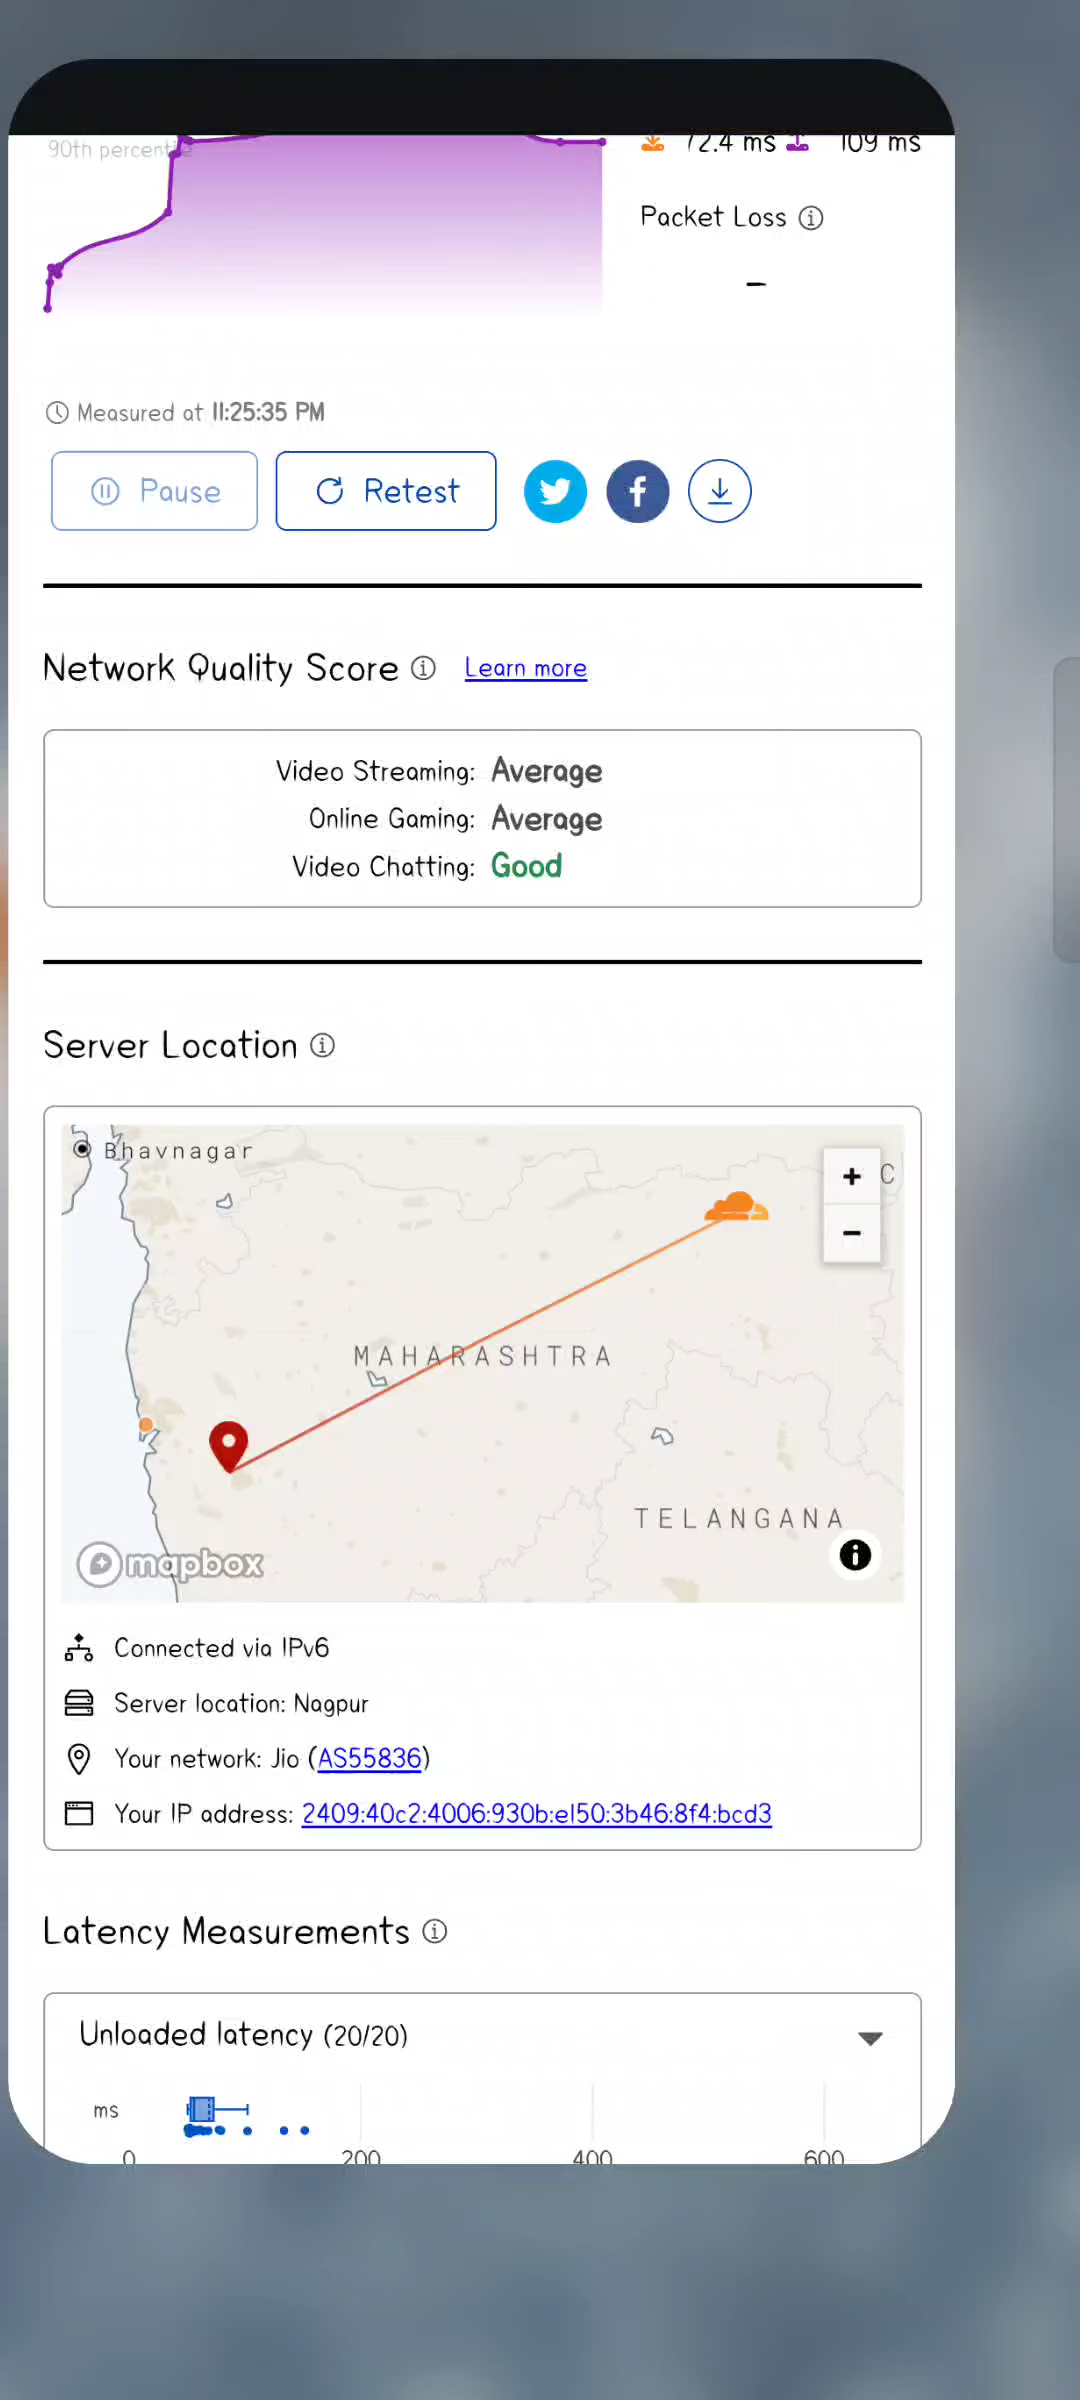 90th percentile
72.4 ms 109 ms
Packet Loss
–
Measured at 11:25:35 PM
Pause Retest
Network Quality Score Learn more
Video Streaming: Average
Online Gaming: Average
Video Chatting: Good
Server Location
Bhavnagar
+ C
–
MAHARASHTRA
TELANGANA
mapbox
Connected via IPv6
Server location: Nagpur
Your network: Jio (AS55836)
Your IP address: 2409:40c2:4006:930b:e150:3b46:8f4:bcd3
Latency Measurements
Unloaded latency (20/20)
ms
0 200 400 600